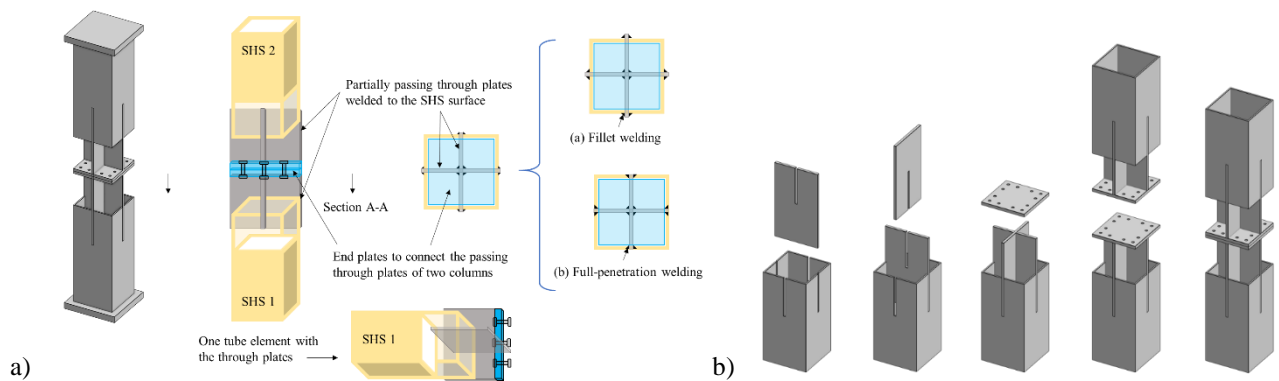 SHS 2
Partially passing through plates
welded to the SHS surface
(a) Fillet welding
Section A-A
End plates to connect the passing
through plates of two columns
(b) Full-penetration welding
SHS 1
One tube element with
the through plates
SHS 1
a)
b)